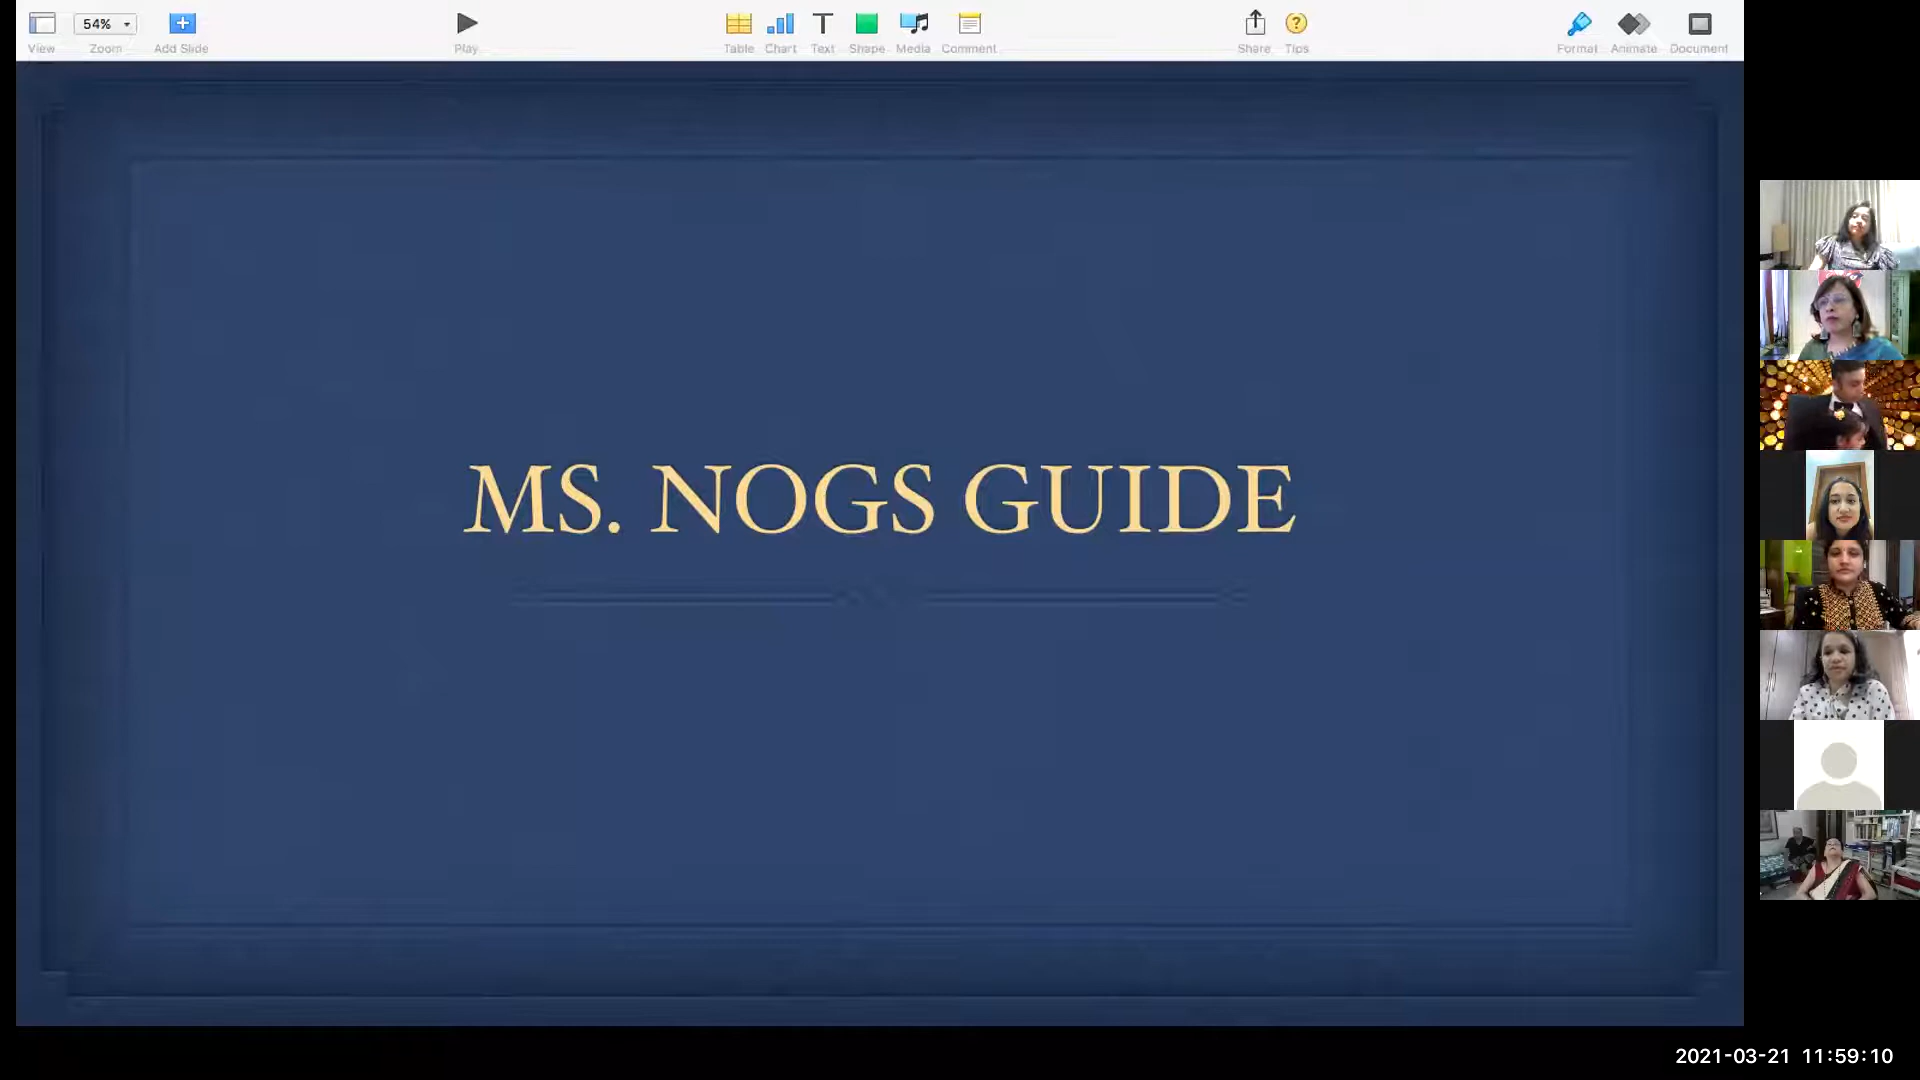 54%
View
Zoom
Add Slide
Play
Table
Chart
Text
Shape
Media
Comment
Share
Tips
Format
Animate
Document
MS. NOGS GUIDE
2021-03-21 11:59:10